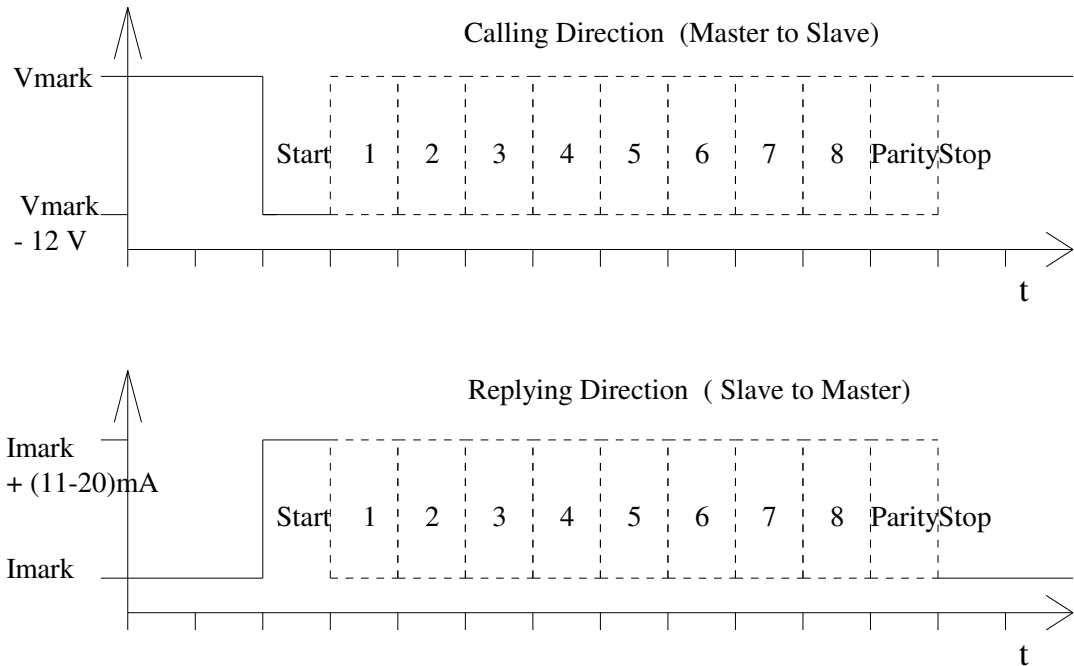 Calling Direction (Master to Slave)
Vmark
Start 1 2 3 4 5 6 7 8 Parity Stop
Vmark
- 12 V
t
Replying Direction ( Slave to Master)
Imark
+ (11-20)mA
Start 1 2 3 4 5 6 7 8 Parity Stop
Imark
t